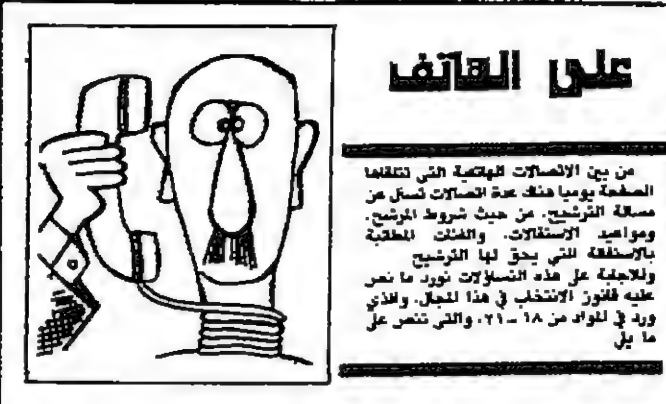 على الهاتف
من بين الاتصالات الهاتفية التي تتلقاها
الصفحة يوميا هناك عدة اتصالات تسال عن
مسالة الترشيح، من حيث شروط المرشح،
ومواعيد الاستقالات، والفئات المطالبة
بالاستقالة التي يحق لها الترشيح
وللاجابة على هذه التساؤلات نورد ما نص
عليه قانون الانتخاب في هذا المجال، والذي
ورد في المواد من ١٨ - ٢١، والتي تنص على
ما يلي